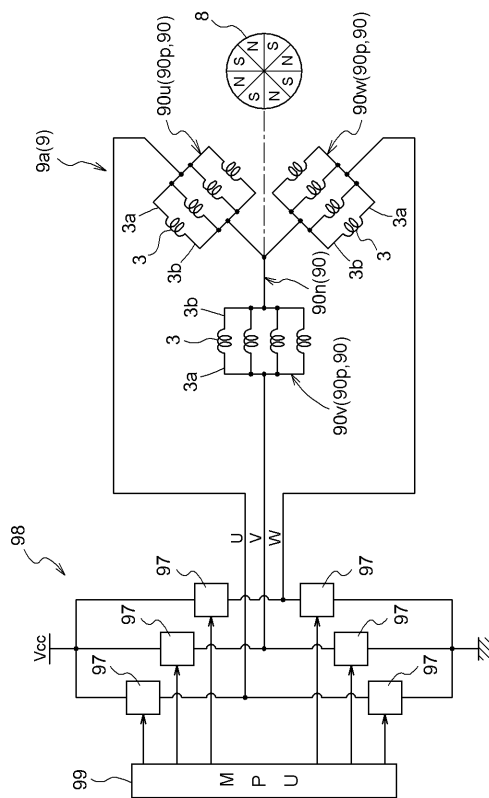 8
N
S
N
S
N
S
N
S
9a(9)
90u(90p,90)
90w(90p,90)
3a
3
3b
3a
3
3b
90n(90)
3b
3
3a
90v(90p,90)
U
V
W
98
Vcc
97
97
97
97
97
97
99
M P U